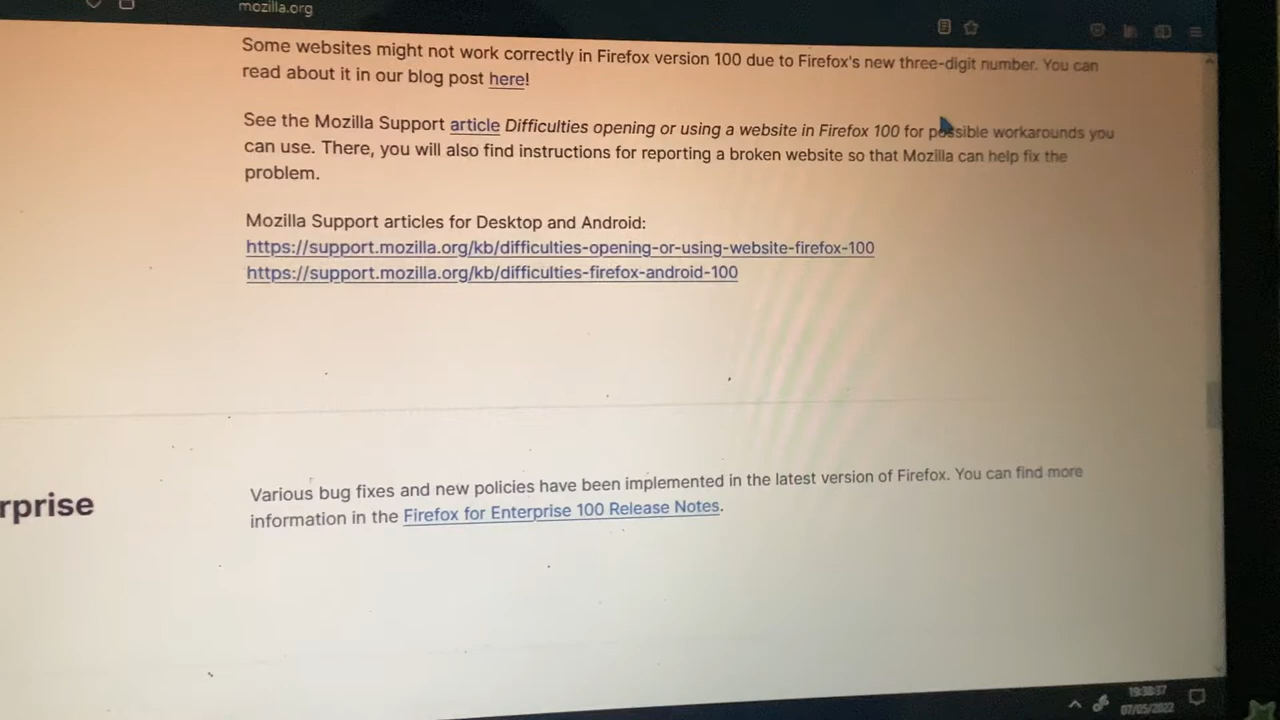 mozilla.org
Some websites might not work correctly in Firefox version 100 due to Firefox's new three-digit number. You can
read about it in our blog post here!
See the Mozilla Support article Difficulties opening or using a website in Firefox 100 for possible workarounds you
can use. There, you will also find instructions for reporting a broken website so that Mozilla can help fix the
problem.
Mozilla Support articles for Desktop and Android:
https://support.mozilla.org/kb/difficulties-opening-or-using-website-firefox-100
https://support.mozilla.org/kb/difficulties-firefox-android-100
rprise
Various bug fixes and new policies have been implemented in the latest version of Firefox. You can find more
information in the Firefox for Enterprise 100 Release Notes.
19:38:37
07/05/2022